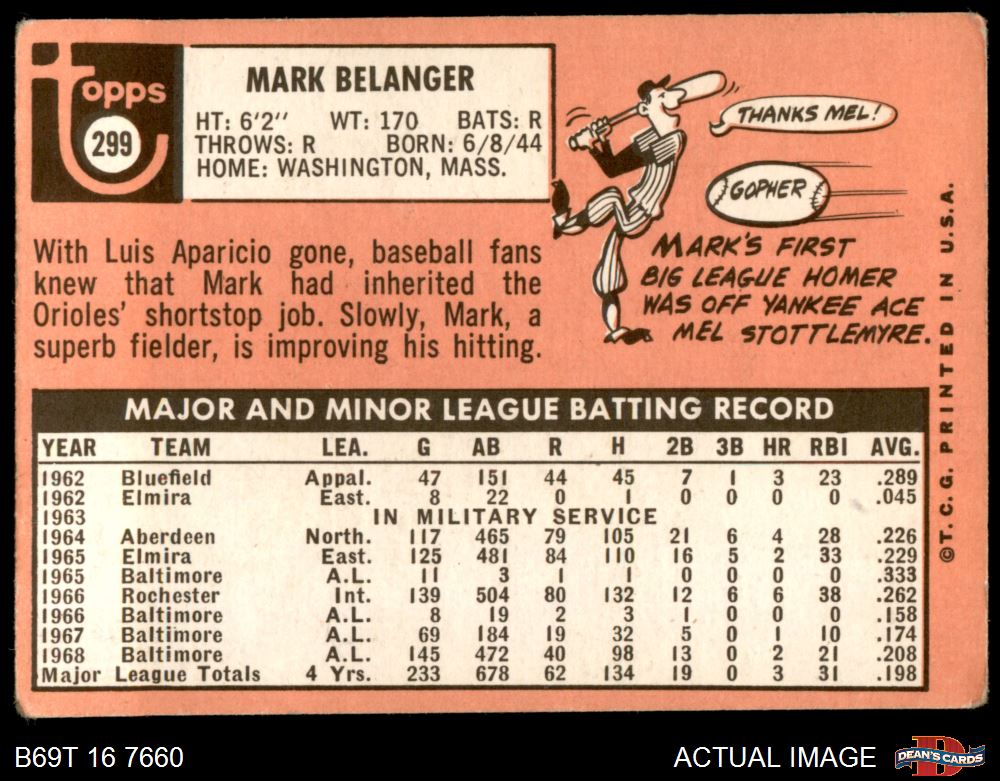 topps
299
MARK BELANGER
HT: 6'2" WT: 170 BATS: R
THROWS: R BORN: 6/8/44
HOME: WASHINGTON, MASS.
THANKS MEL!
GOPHER
MARK'S FIRST
BIG LEAGUE HOMER
WAS OFF YANKEE ACE
MEL STOTTLEMYRE.
With Luis Aparicio gone, baseball fans
knew that Mark had inherited the
Orioles' shortstop job. Slowly, Mark, a
superb fielder, is improving his hitting.
MAJOR AND MINOR LEAGUE BATTING RECORD
YEAR TEAM LEA. G AB R H 2B 3B HR RBI AVG.
1962 Bluefield Appal. 47 151 44 45 7 1 3 23 .289
1962 Elmira East. 8 22 0 1 0 0 0 0 .045
1963 IN MILITARY SERVICE
1964 Aberdeen North. 117 465 79 105 21 6 4 28 .226
1965 Elmira East. 125 481 84 110 16 5 2 33 .229
1965 Baltimore A.L. 11 3 1 1 0 0 0 0 .333
1966 Rochester Int. 139 504 80 132 12 6 6 38 .262
1966 Baltimore A.L. 8 19 2 3 1 0 0 0 .158
1967 Baltimore A.L. 69 184 19 32 5 0 1 10 .174
1968 Baltimore A.L. 145 472 40 98 13 0 2 21 .208
Major League Totals 4 Yrs. 233 678 62 134 19 0 3 31 .198
©T. C. G. PRINTED IN U.S.A.
B69T 16 7660
ACTUAL IMAGE
DEAN'S CARDS